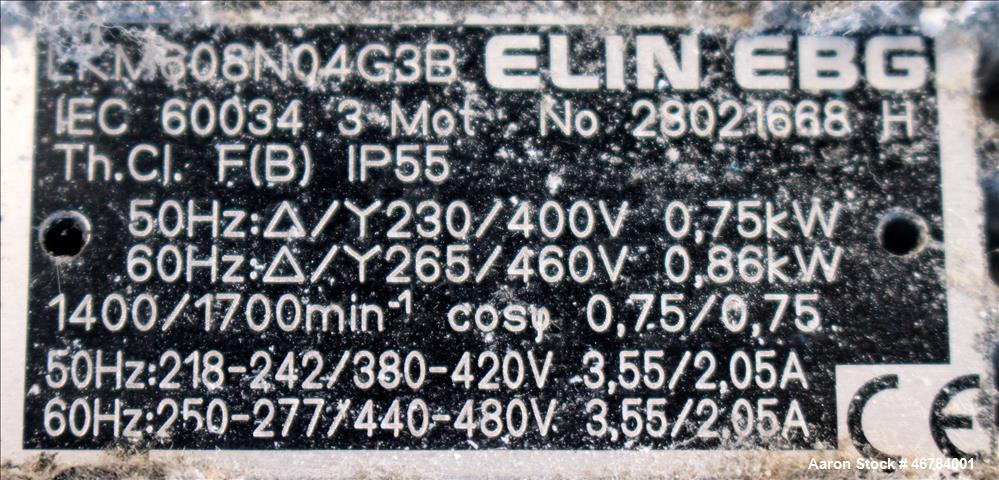 LKM608N04G3B ELIN EBG
IEC 60034 3 Mot No 28021668 H
Th.Cl. F(B) IP55
50Hz:Δ/Y230/400V 0,75kW
60Hz:Δ/Y265/460V 0,86kW
1400/1700min⁻¹ cosφ 0,75/0,75
50Hz:218-242/380-420V 3,55/2,05A
60Hz:250-277/440-480V 3,55/2,05A
CE
Aaron Stock # 46784001